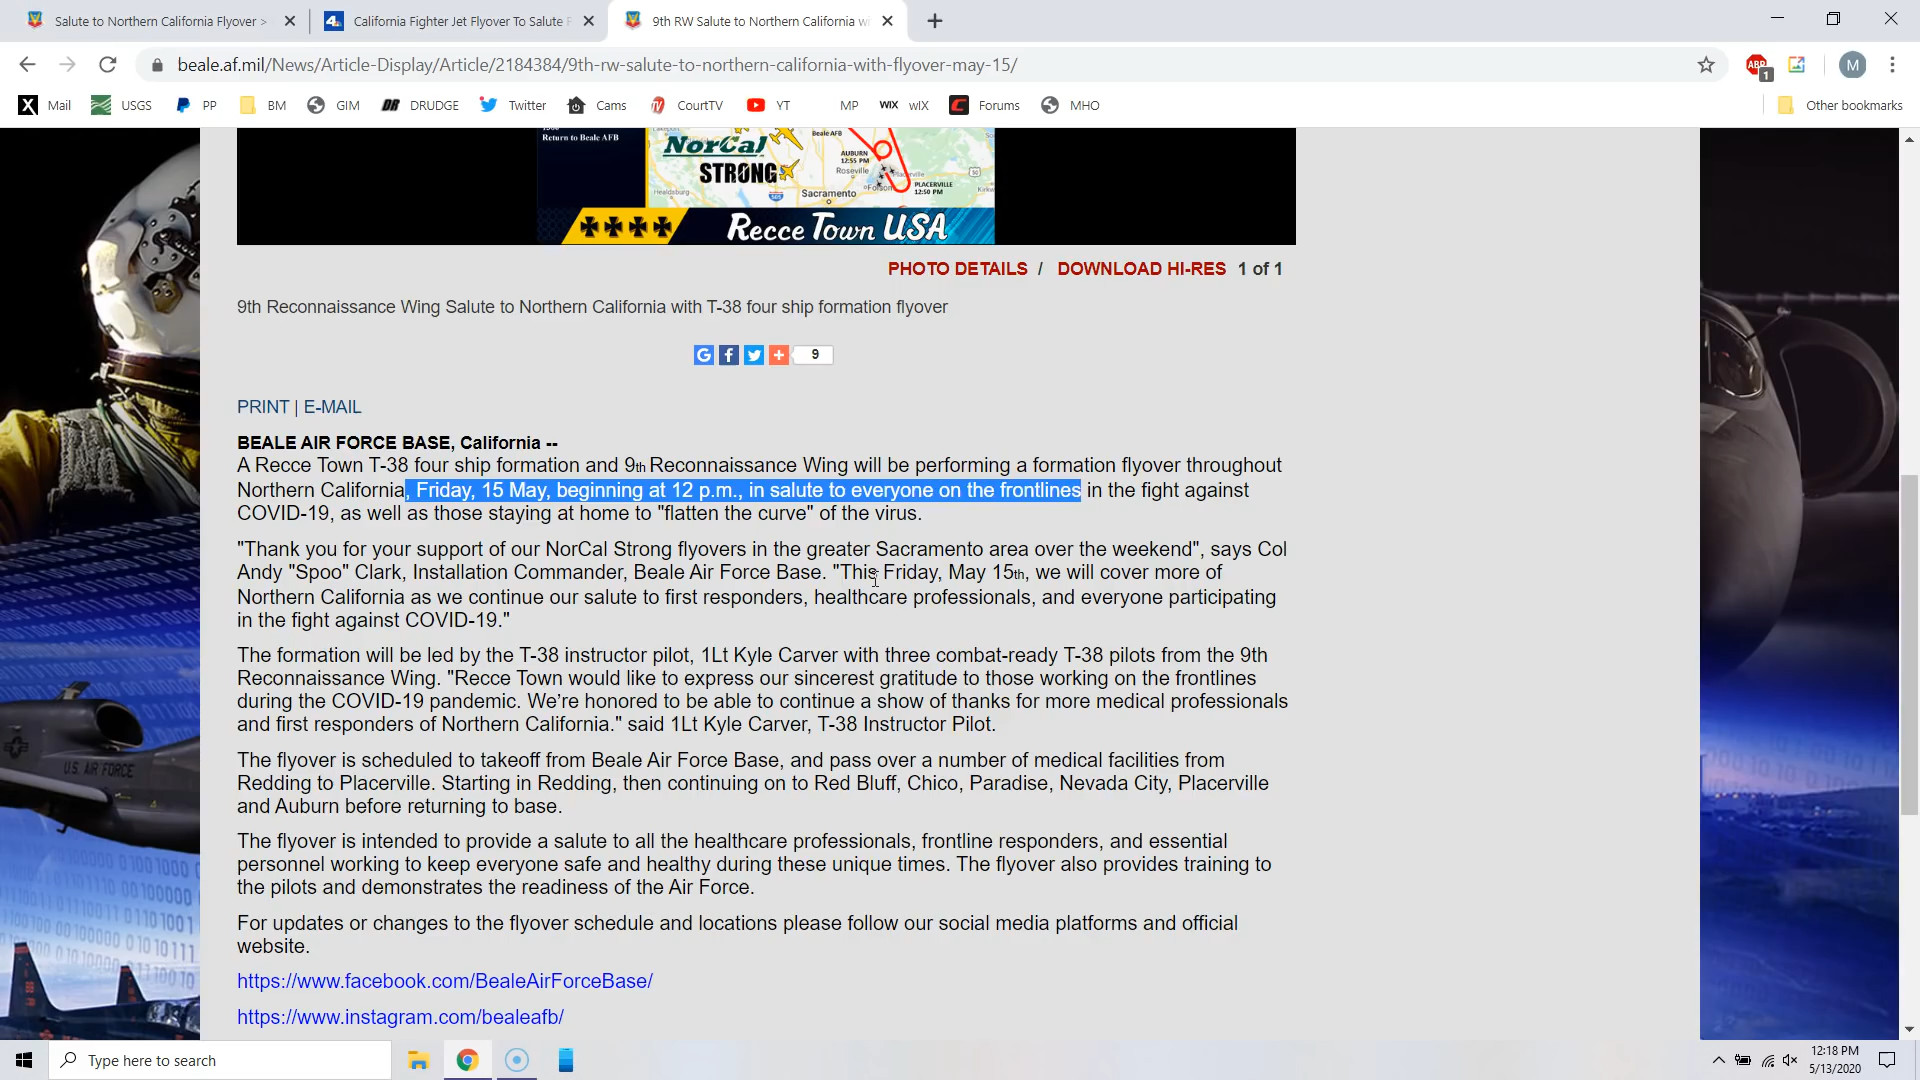 Salute to Northern California Flyover >
California Fighter Jet Flyover To Salute F
9th RW Salute to Northern California wi
beale.af.mil/News/Article-Display/Article/2184384/9th-rw-salute-to-northern-california-with-flyover-may-15/
ABP 1 M
X Mail USGS PP BM GIM DR DRUDGE Twitter Cams CourtTV YT MP WIX wIX C Forums MHO Other bookmarks
Return to Beale AFB
NorCal
STRONG
Beale AFB
AUBURN
12:55 PM
Roseville
PLACERVILLE
12:50 PM
Healdsburg
Sacramento
Folsom
Recce Town USA
PHOTO DETAILS / DOWNLOAD HI-RES 1 of 1
9th Reconnaissance Wing Salute to Northern California with T-38 four ship formation flyover
G f + 9
PRINT | E-MAIL
BEALE AIR FORCE BASE, California --
A Recce Town T-38 four ship formation and 9th Reconnaissance Wing will be performing a formation flyover throughout
Northern California, Friday, 15 May, beginning at 12 p.m., in salute to everyone on the frontlines in the fight against
COVID-19, as well as those staying at home to "flatten the curve" of the virus.
"Thank you for your support of our NorCal Strong flyovers in the greater Sacramento area over the weekend", says Col
Andy "Spoo" Clark, Installation Commander, Beale Air Force Base. "This Friday, May 15th, we will cover more of
Northern California as we continue our salute to first responders, healthcare professionals, and everyone participating
in the fight against COVID-19."
The formation will be led by the T-38 instructor pilot, 1Lt Kyle Carver with three combat-ready T-38 pilots from the 9th
Reconnaissance Wing. "Recce Town would like to express our sincerest gratitude to those working on the frontlines
during the COVID-19 pandemic. We're honored to be able to continue a show of thanks for more medical professionals
and first responders of Northern California." said 1Lt Kyle Carver, T-38 Instructor Pilot.
The flyover is scheduled to takeoff from Beale Air Force Base, and pass over a number of medical facilities from
Redding to Placerville. Starting in Redding, then continuing on to Red Bluff, Chico, Paradise, Nevada City, Placerville
and Auburn before returning to base.
The flyover is intended to provide a salute to all the healthcare professionals, frontline responders, and essential
personnel working to keep everyone safe and healthy during these unique times. The flyover also provides training to
the pilots and demonstrates the readiness of the Air Force.
For updates or changes to the flyover schedule and locations please follow our social media platforms and official
website.
https://www.facebook.com/BealeAirForceBase/
https://www.instagram.com/bealeafb/
U.S. AIR FORCE
Type here to search
12:18 PM
5/13/2020